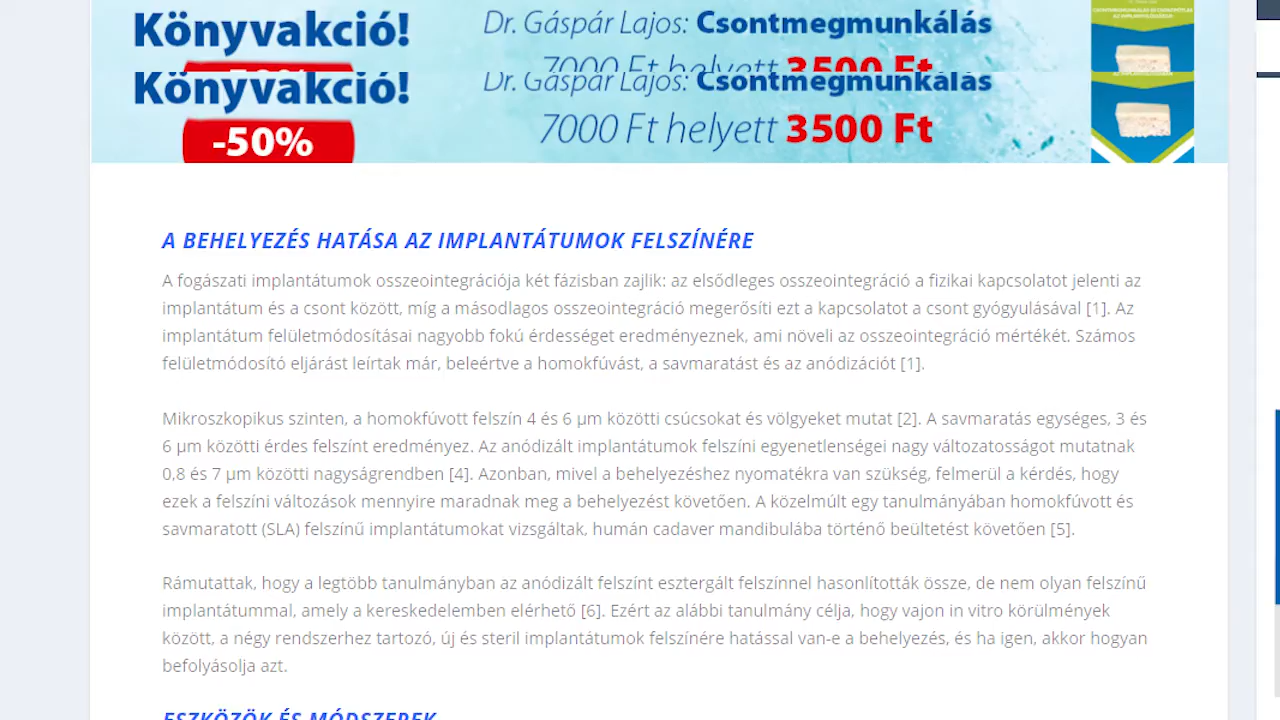 Könyvakció!
Dr. Gáspár Lajos: Csontmegmunkálás
7000 Ft helyett 3500 Ft
Könyvakció!
Dr. Gáspár Lajos: Csontmegmunkálás
-50%
7000 Ft helyett 3500 Ft
A BEHELYEZÉS HATÁSA AZ IMPLANTÁTUMOK FELSZÍNÉRE
A fogászati implantátumok osszeointegrációja két fázisban zajlik: az elsődleges osszeointegráció a fizikai kapcsolatot jelenti az
implantátum és a csont között, míg a másodlagos osszeointegráció megerősíti ezt a kapcsolatot a csont gyógyulásával [1]. Az
implantátum felületmódosításai nagyobb fokú érdességet eredményeznek, ami növeli az osszeointegráció mértékét. Számos
felületmódosító eljárást leírtak már, beleértve a homokfúvást, a savmaratást és az anódizációt [1].
Mikroszkopikus szinten, a homokfúvott felszín 4 és 6 μm közötti csúcsokat és völgyeket mutat [2]. A savmaratás egységes, 3 és
6 μm közötti érdes felszínt eredményez. Az anódizált implantátumok felszíni egyenetlenségei nagy változatosságot mutatnak
0,8 és 7 μm közötti nagyságrendben [4]. Azonban, mivel a behelyezéshez nyomatékra van szükség, felmerül a kérdés, hogy
ezek a felszíni változások mennyire maradnak meg a behelyezést követően. A közelmúlt egy tanulmányában homokfúvott és
savmaratott (SLA) felszínű implantátumokat vizsgáltak, humán cadaver mandibulába történő beültetést követően [5].
Rámutattak, hogy a legtöbb tanulmányban az anódizált felszínt esztergált felszínnel hasonlították össze, de nem olyan felszínű
implantátummal, amely a kereskedelemben elérhető [6]. Ezért az alábbi tanulmány célja, hogy vajon in vitro körülmények
között, a négy rendszerhez tartozó, új és steril implantátumok felszínére hatással van-e a behelyezés, és ha igen, akkor hogyan
befolyásolja azt.
ESZKÖZÖK ÉS MÓDSZEREK